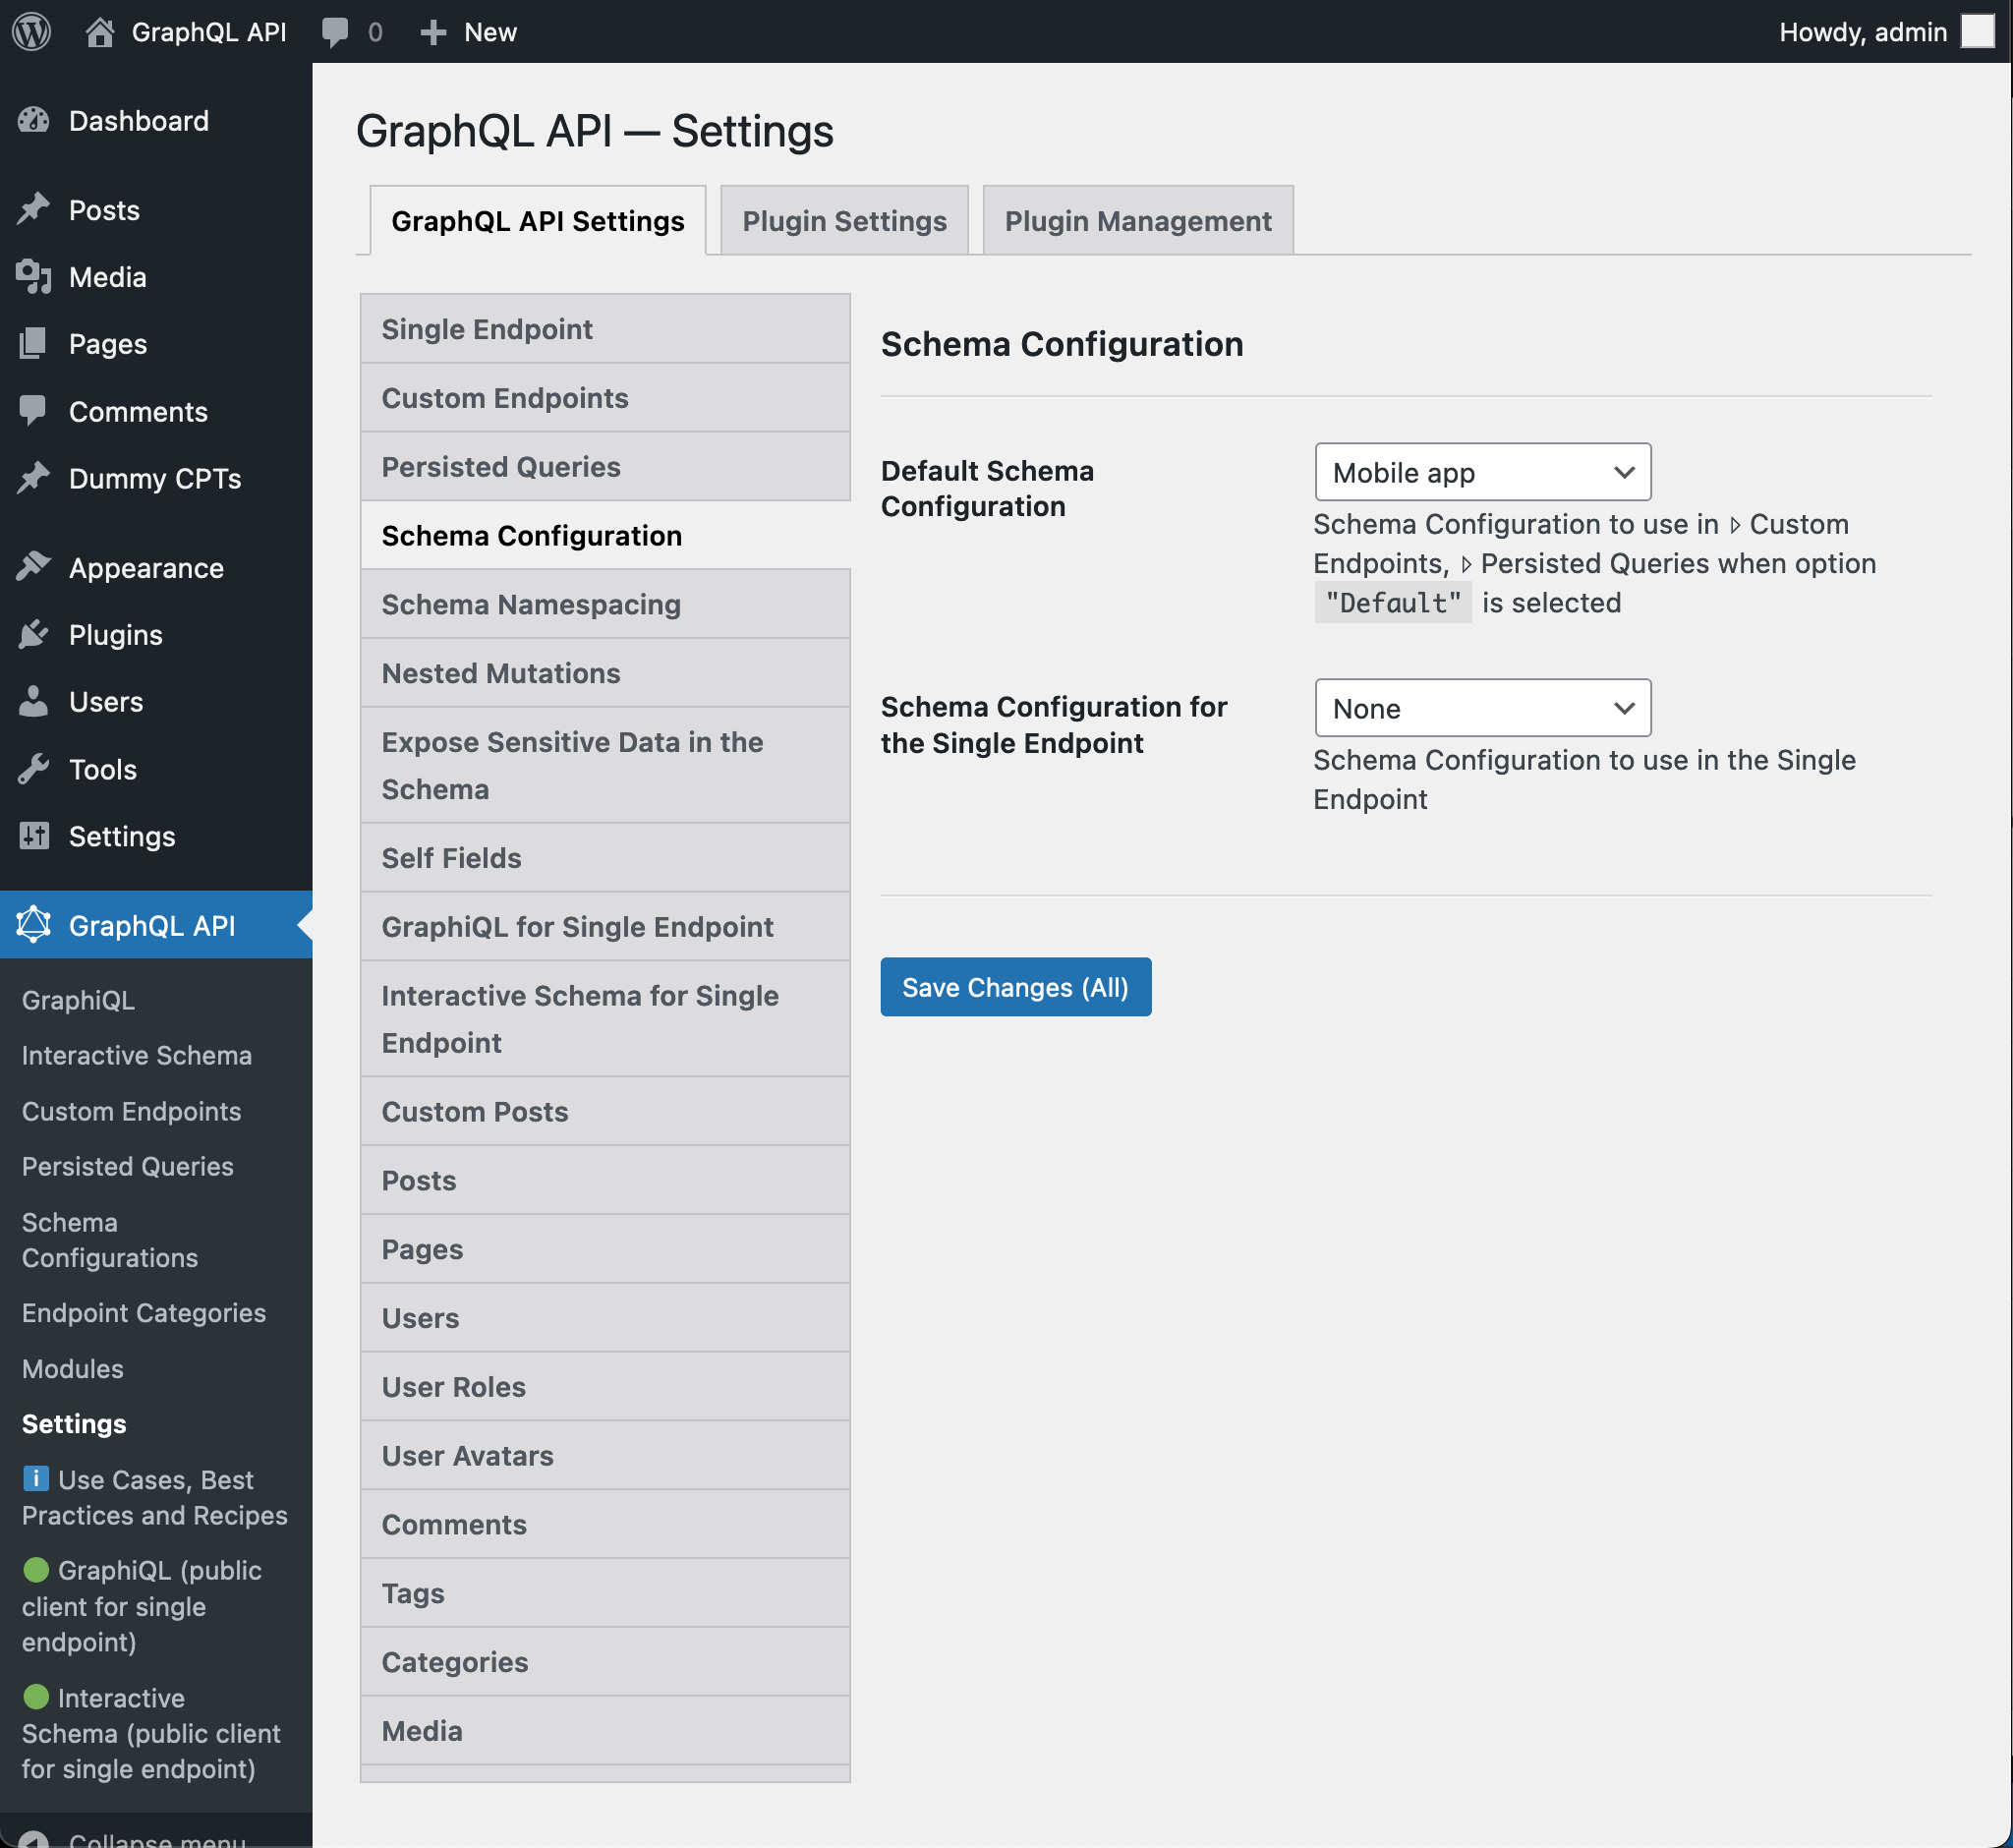 GraphQL API
0
New
Howdy, admin
Dashboard
Posts
Media
Pages
Comments
Dummy CPTs
Appearance
Plugins
Users
Tools
Settings
GraphQL API
GraphiQL
Interactive Schema
Custom Endpoints
Persisted Queries
Schema
Configurations
Endpoint Categories
Modules
Settings
i Use Cases, Best
Practices and Recipes
GraphiQL (public
client for single
endpoint)
Interactive
Schema (public client
for single endpoint)
Collapse menu
GraphQL API — Settings
GraphQL API Settings
Plugin Settings
Plugin Management
Single Endpoint
Custom Endpoints
Persisted Queries
Schema Configuration
Schema Namespacing
Nested Mutations
Expose Sensitive Data in the
Schema
Self Fields
GraphiQL for Single Endpoint
Interactive Schema for Single
Endpoint
Custom Posts
Posts
Pages
Users
User Roles
User Avatars
Comments
Tags
Categories
Media
Schema Configuration
Default Schema
Configuration
Mobile app
Schema Configuration to use in ▹ Custom
Endpoints, ▹ Persisted Queries when option
"Default" is selected
Schema Configuration for
the Single Endpoint
None
Schema Configuration to use in the Single
Endpoint
Save Changes (All)